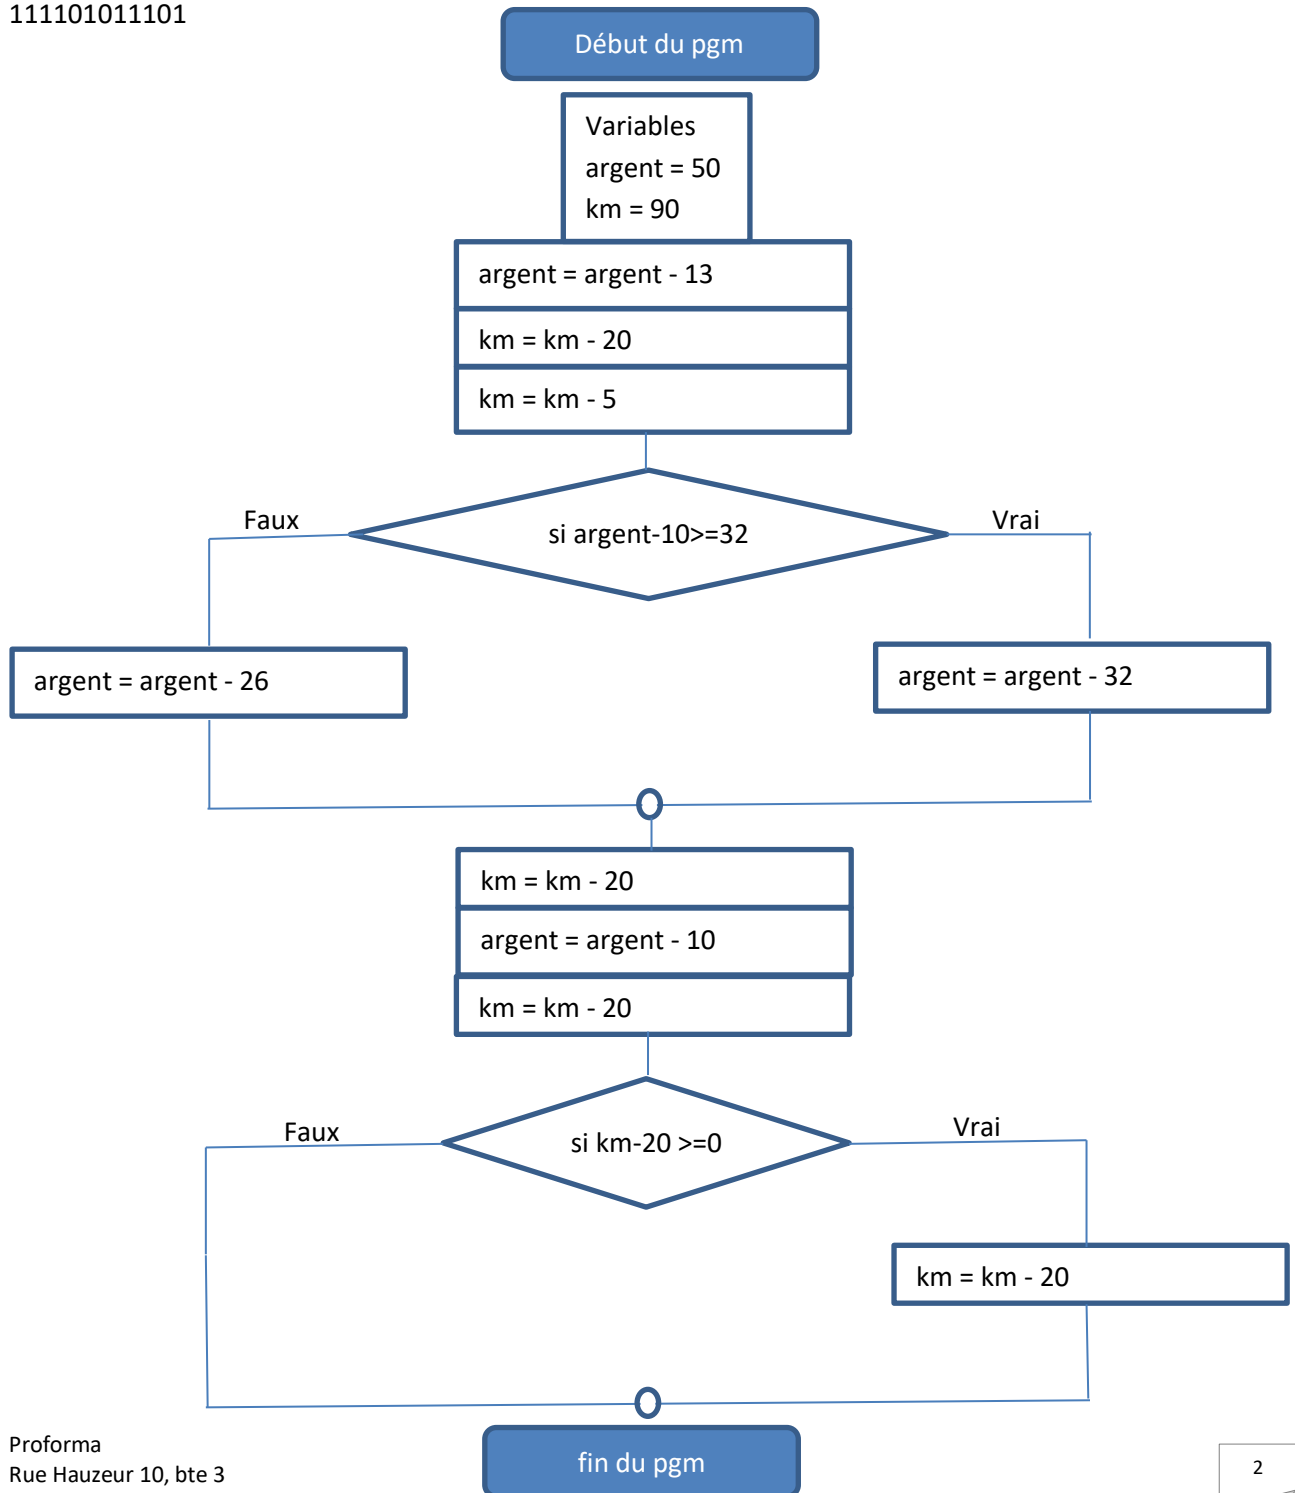 111101011101
Début du pgm
Variables
argent = 50
km = 90
argent = argent - 13
km = km - 20
km = km - 5
Faux
si argent-10>=32
Vrai
argent = argent - 26
argent = argent - 32
km = km - 20
argent = argent - 10
km = km - 20
Faux
si km-20 >=0
Vrai
km = km - 20
Proforma
Rue Hauzeur 10, bte 3
fin du pgm
2